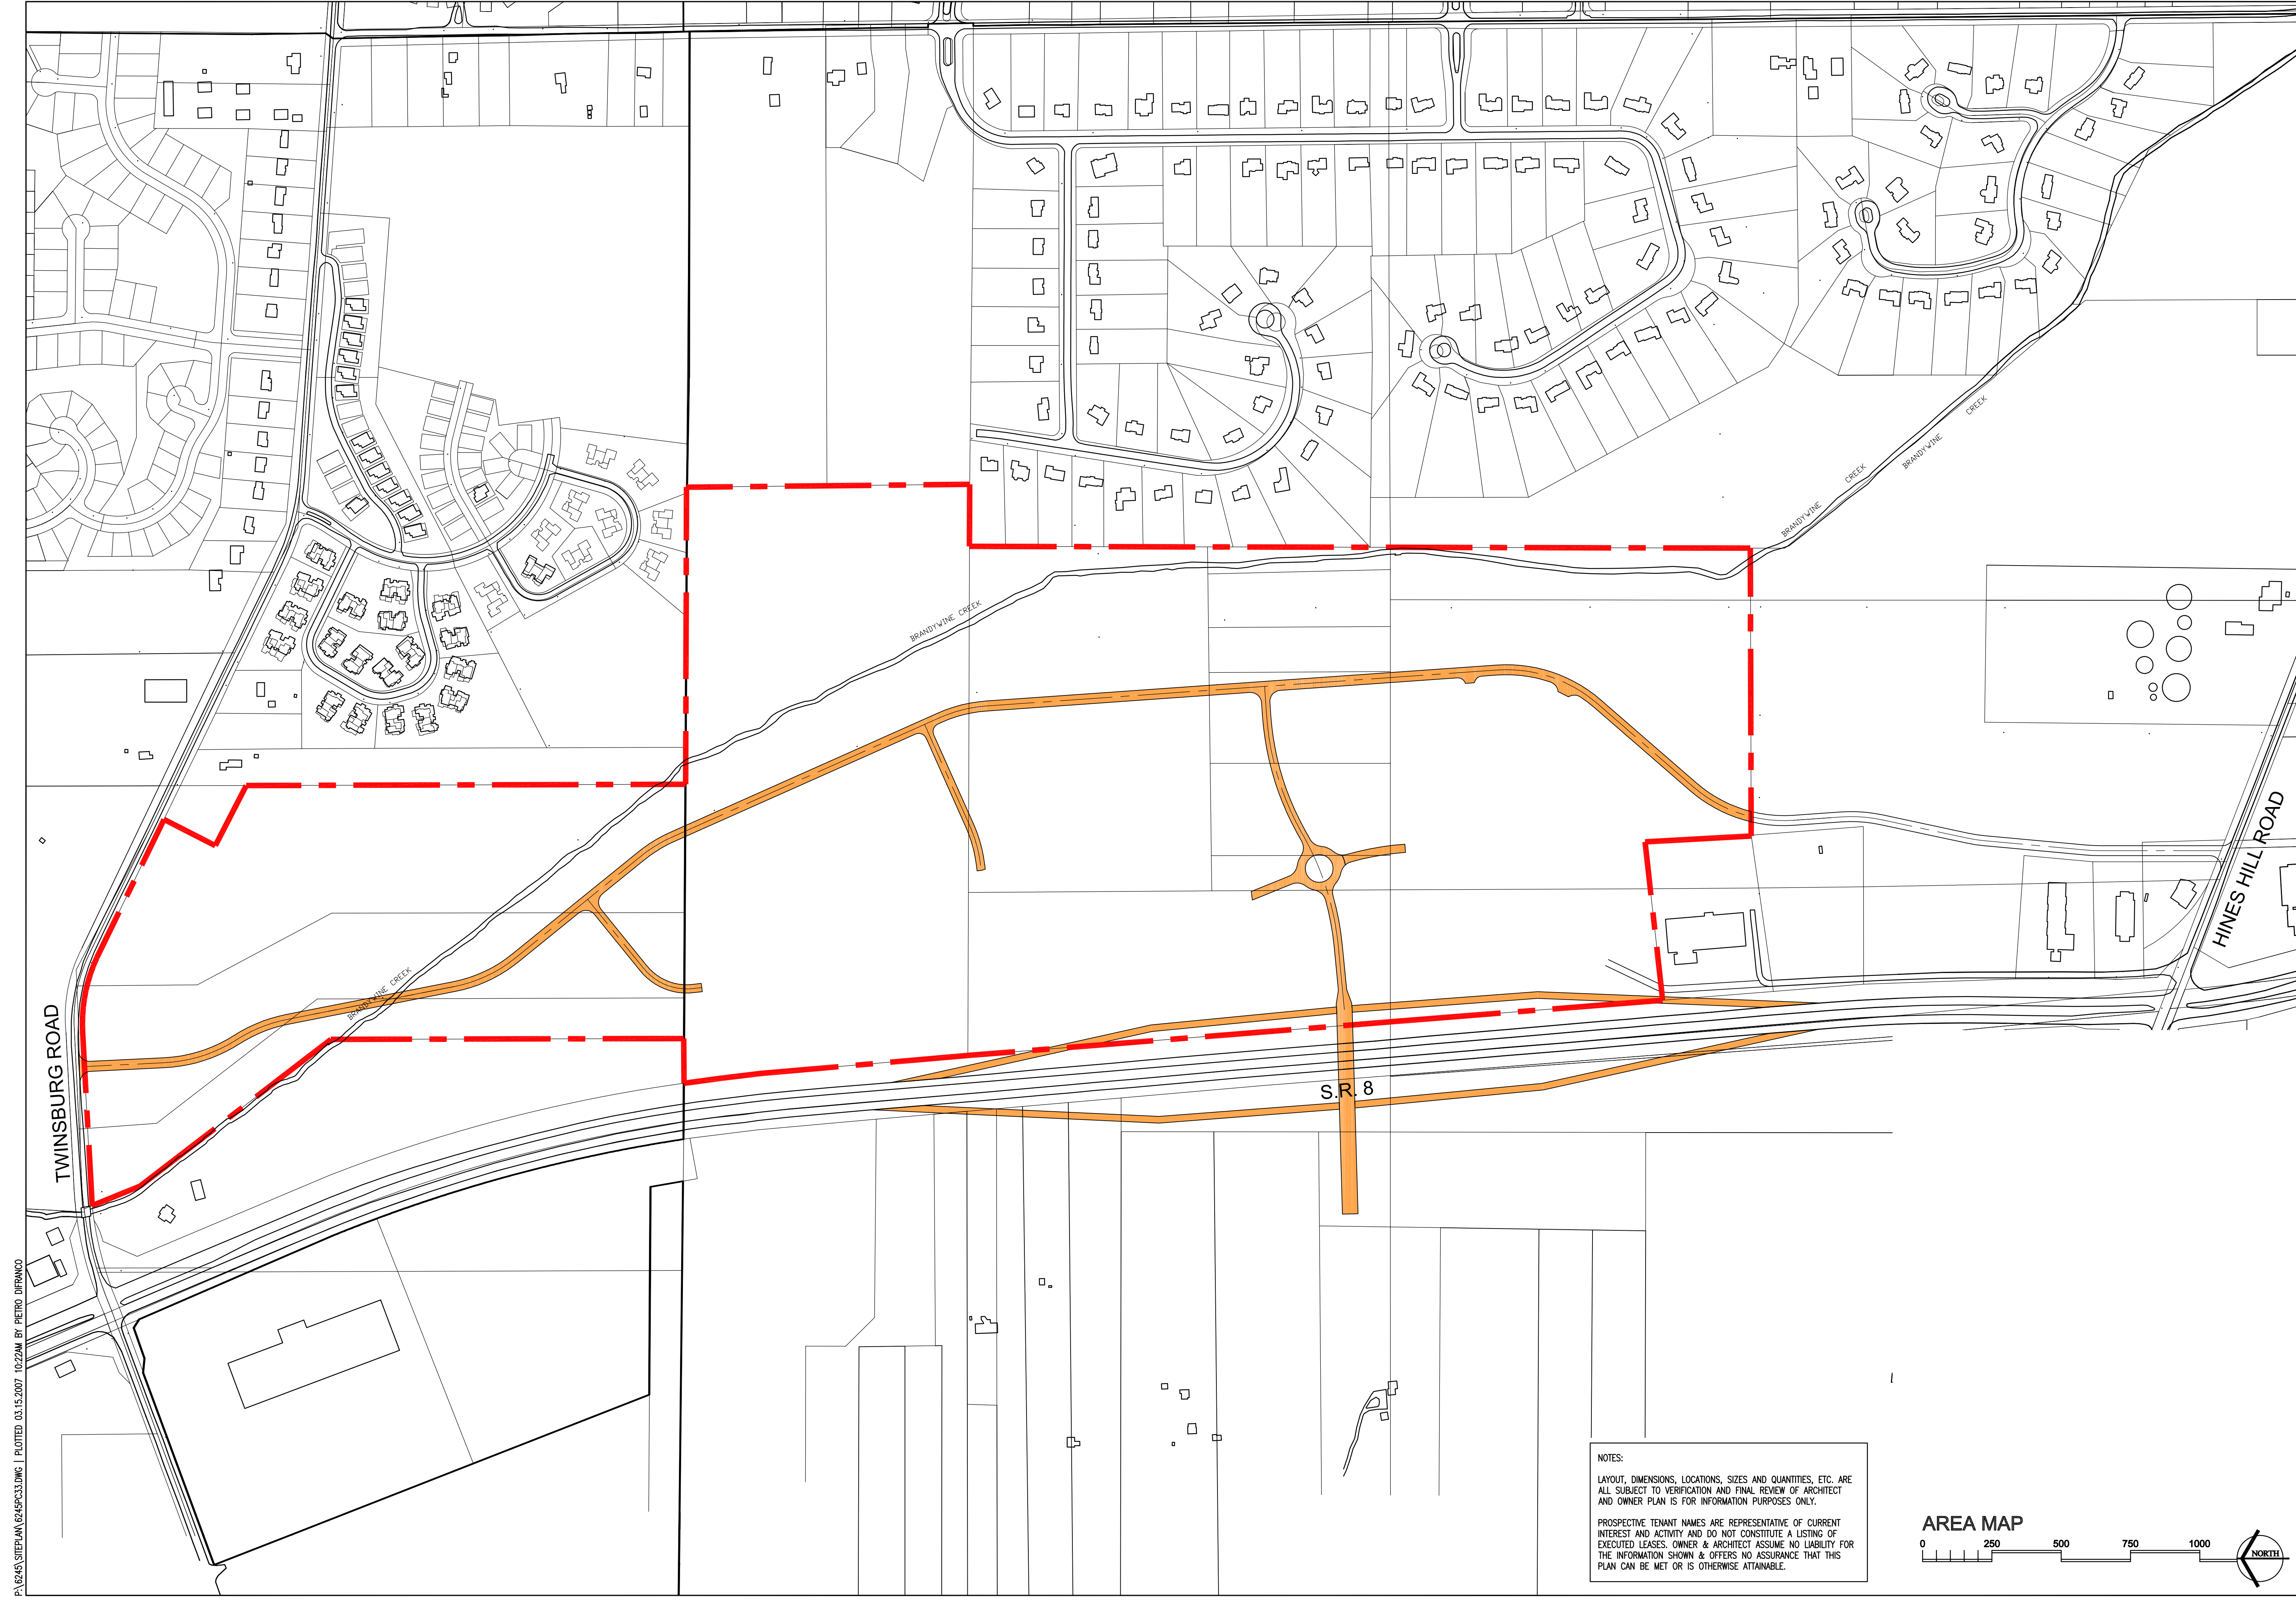 BRANDYWINE CREEK
BRANDYWINE CREEK
BRANDYWINE CREEK
BRANDYWINE CREEK
TWINSBURG ROAD
HINES HILL ROAD
S.R. 8
P:\6245\SITEPLAN\6245PC33.DWG | PLOTTED 03.15.2007 10:22AM BY PIETRO DIFRANCO
NOTES:
LAYOUT, DIMENSIONS, LOCATIONS, SIZES AND QUANTITIES, ETC. ARE
ALL SUBJECT TO VERIFICATION AND FINAL REVIEW OF ARCHITECT
AND OWNER PLAN IS FOR INFORMATION PURPOSES ONLY.
PROSPECTIVE TENANT NAMES ARE REPRESENTATIVE OF CURRENT
INTEREST AND ACTIVITY AND DO NOT CONSTITUTE A LISTING OF
EXECUTED LEASES. OWNER & ARCHITECT ASSUME NO LIABILITY FOR
THE INFORMATION SHOWN & OFFERS NO ASSURANCE THAT THIS
PLAN CAN BE MET OR IS OTHERWISE ATTAINABLE.
AREA MAP
0 250 500 750 1000
NORTH